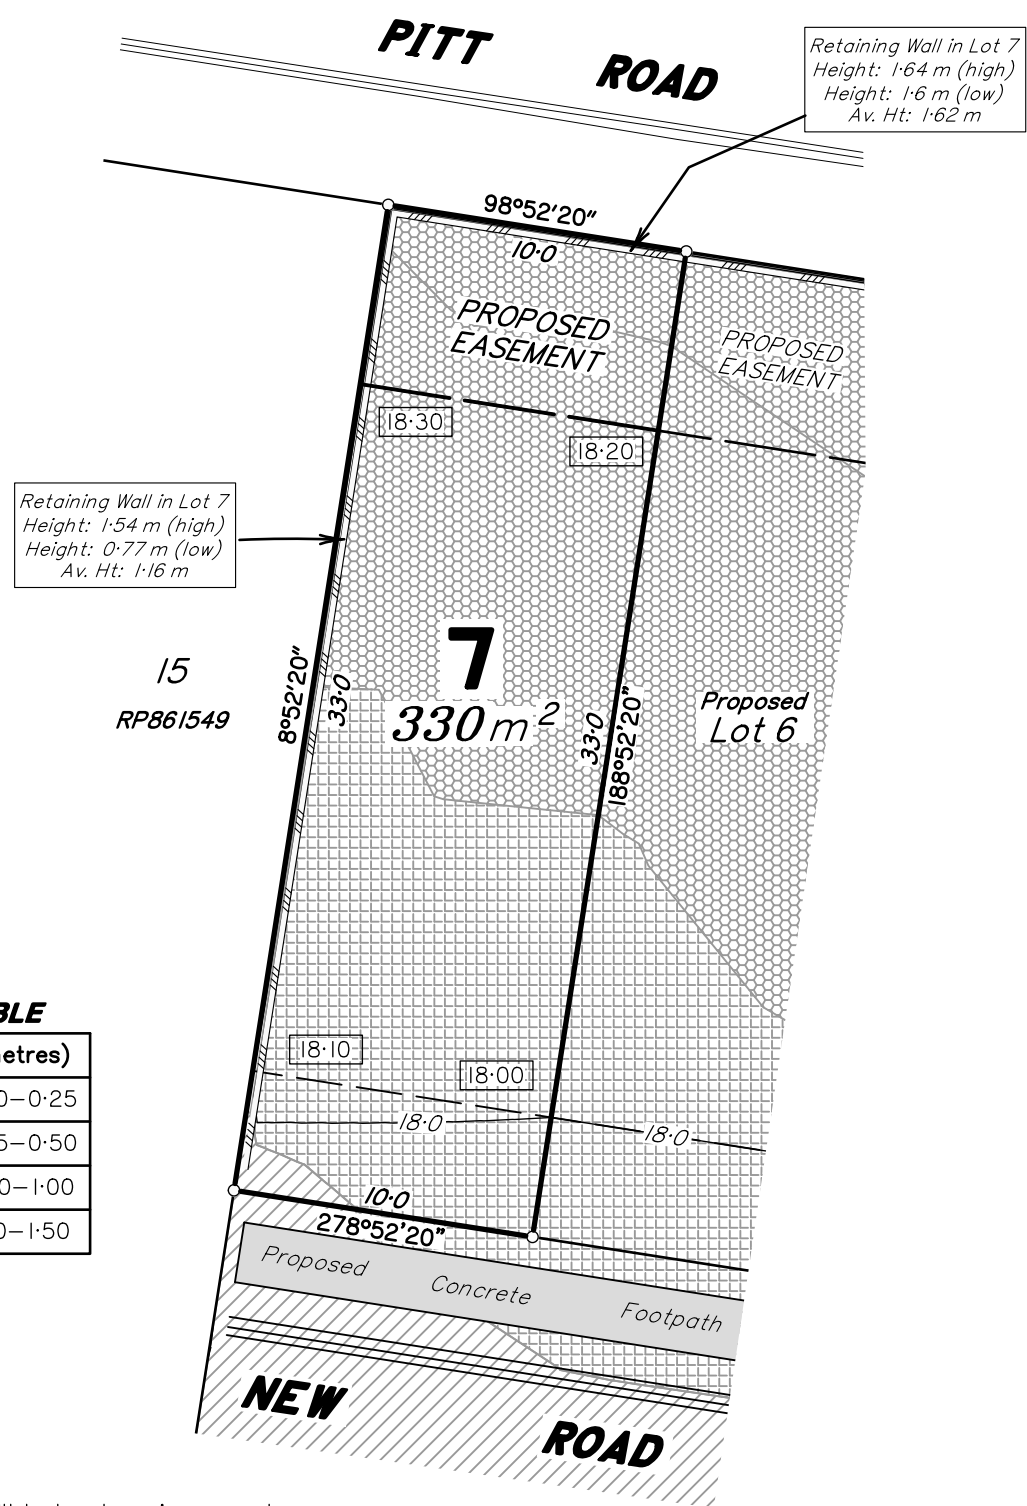 PITT ROAD
Retaining Wall in Lot 7
Height: 1·64 m (high)
Height: 1·6 m (low)
Av. Ht: 1·62 m
98°52'20"
10·0
PROPOSED
EASEMENT
PROPOSED
EASEMENT
18·30
18·20
Retaining Wall in Lot 7
Height: 1·54 m (high)
Height: 0·77 m (low)
Av. Ht: 1·16 m
15
RP861549
8°52'20"
33·0
7
330 m²
33·0
188°52'20"
Proposed
Lot 6
BLE
etres)
0–0·25
5–0·50
0–1·00
0–1·50
18·10
18·00
18·0
18·0
10·0
278°52'20"
Proposed Concrete Footpath
NEW ROAD